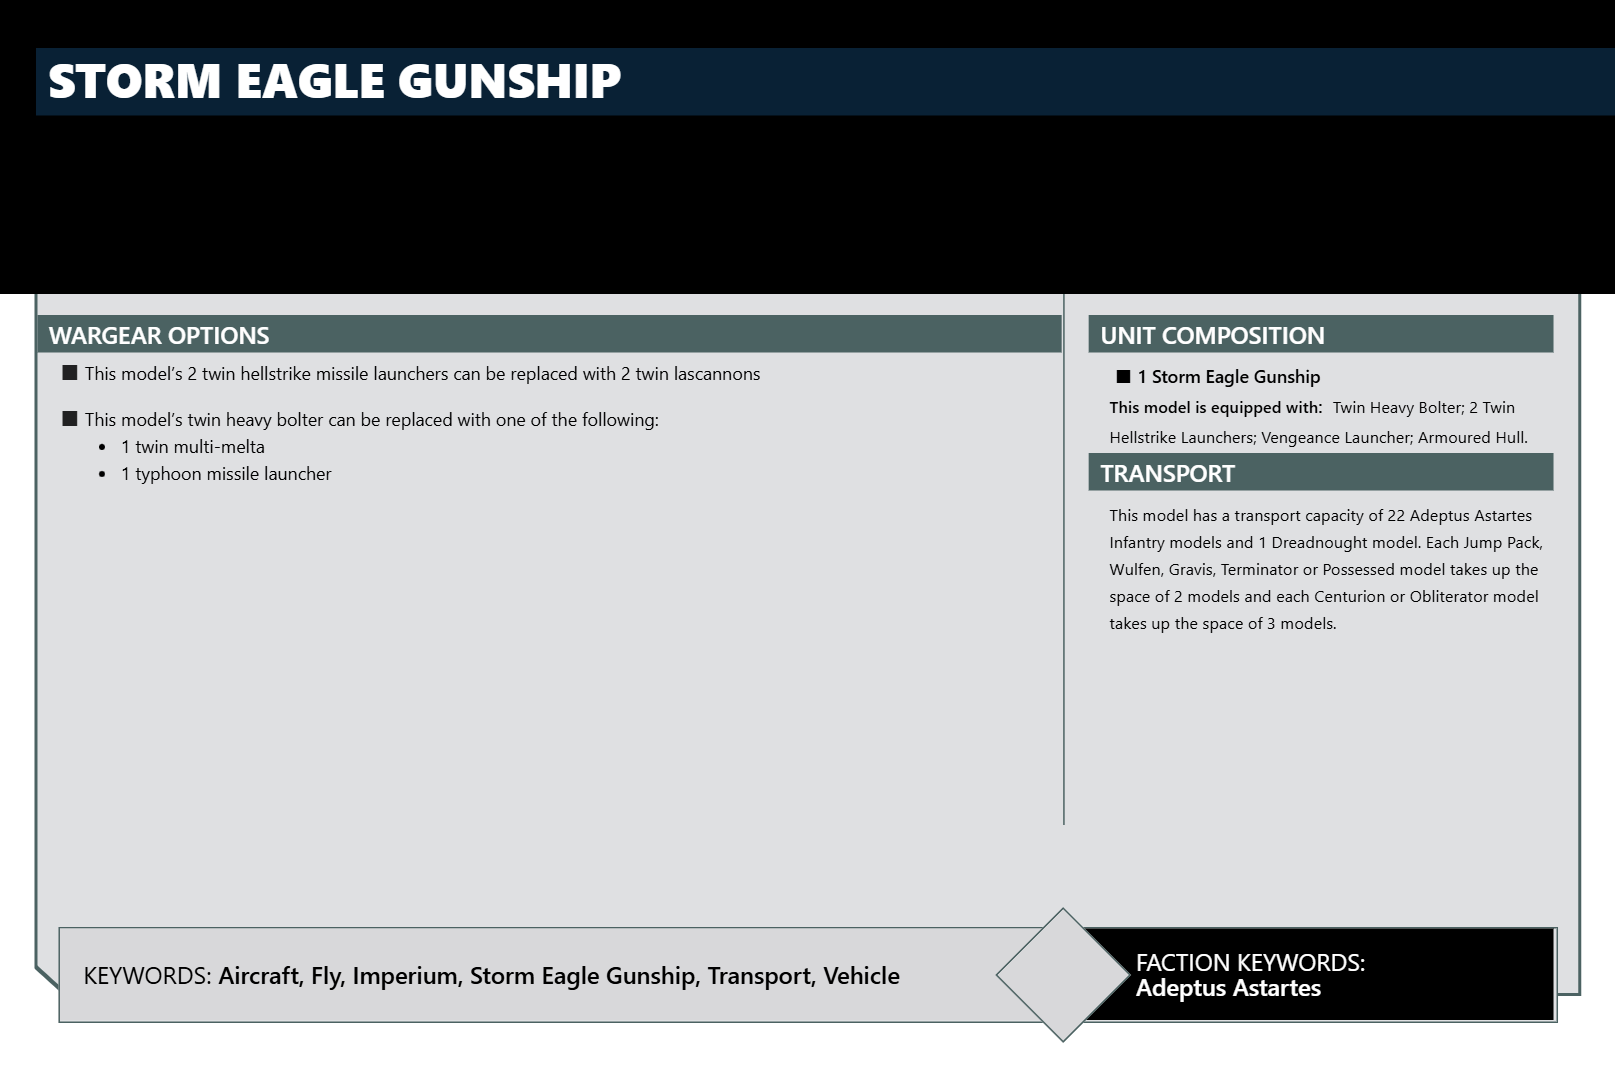 STORM EAGLE GUNSHIP
WARGEAR OPTIONS
This model’s 2 twin hellstrike missile launchers can be replaced with 2 twin lascannons
This model’s twin heavy bolter can be replaced with one of the following:
• 1 twin multi-melta
• 1 typhoon missile launcher
UNIT COMPOSITION
■ 1 Storm Eagle Gunship
This model is equipped with: Twin Heavy Bolter; 2 Twin
Hellstrike Launchers; Vengeance Launcher; Armoured Hull.
TRANSPORT
This model has a transport capacity of 22 Adeptus Astartes
Infantry models and 1 Dreadnought model. Each Jump Pack,
Wulfen, Gravis, Terminator or Possessed model takes up the
space of 2 models and each Centurion or Obliterator model
takes up the space of 3 models.
KEYWORDS: Aircraft, Fly, Imperium, Storm Eagle Gunship, Transport, Vehicle
FACTION KEYWORDS:
Adeptus Astartes